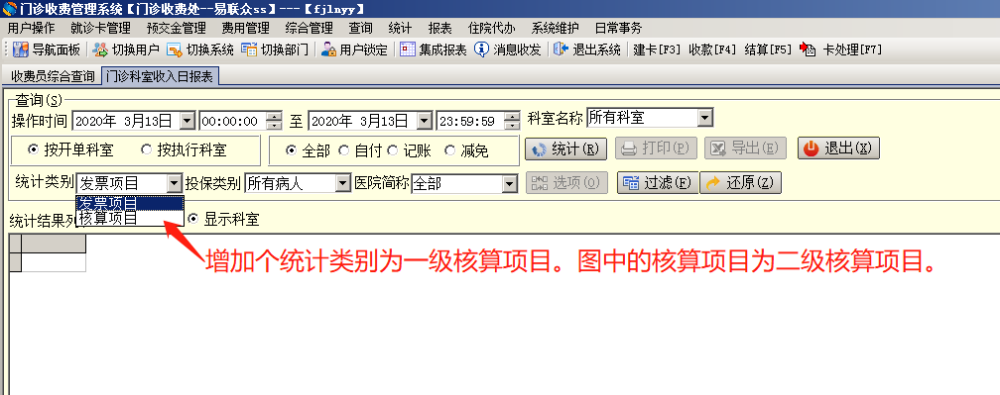 门诊收费管理系统【门诊收费处--易联众ss】---【fjlnyy】
用户操作 就诊卡管理 预交金管理 费用管理 综合管理 查询 统计 报表 住院代办 系统维护 日常事务
导航面板 切换用户 切换系统 切换部门 用户锁定 集成报表 消息收发 退出系统 建卡[F3] 收款[F4] 结算[F5] 卡处理[F7]
收费员综合查询 门诊科室收入日报表
查询(S)
操作时间 2020年 3月13日 00:00:00 至 2020年 3月13日 23:59:59 科室名称 所有科室
按开单科室 按执行科室 全部 自付 记账 减免 统计(R) 打印(P) 导出(E) 退出(X)
统计类别 发票项目 投保类别 所有病人 医院简称 全部 选项(O) 过滤(F) 还原(Z)
发票项目
核算项目
统计结果列 显示科室
增加个统计类别为一级核算项目。图中的核算项目为二级核算项目。